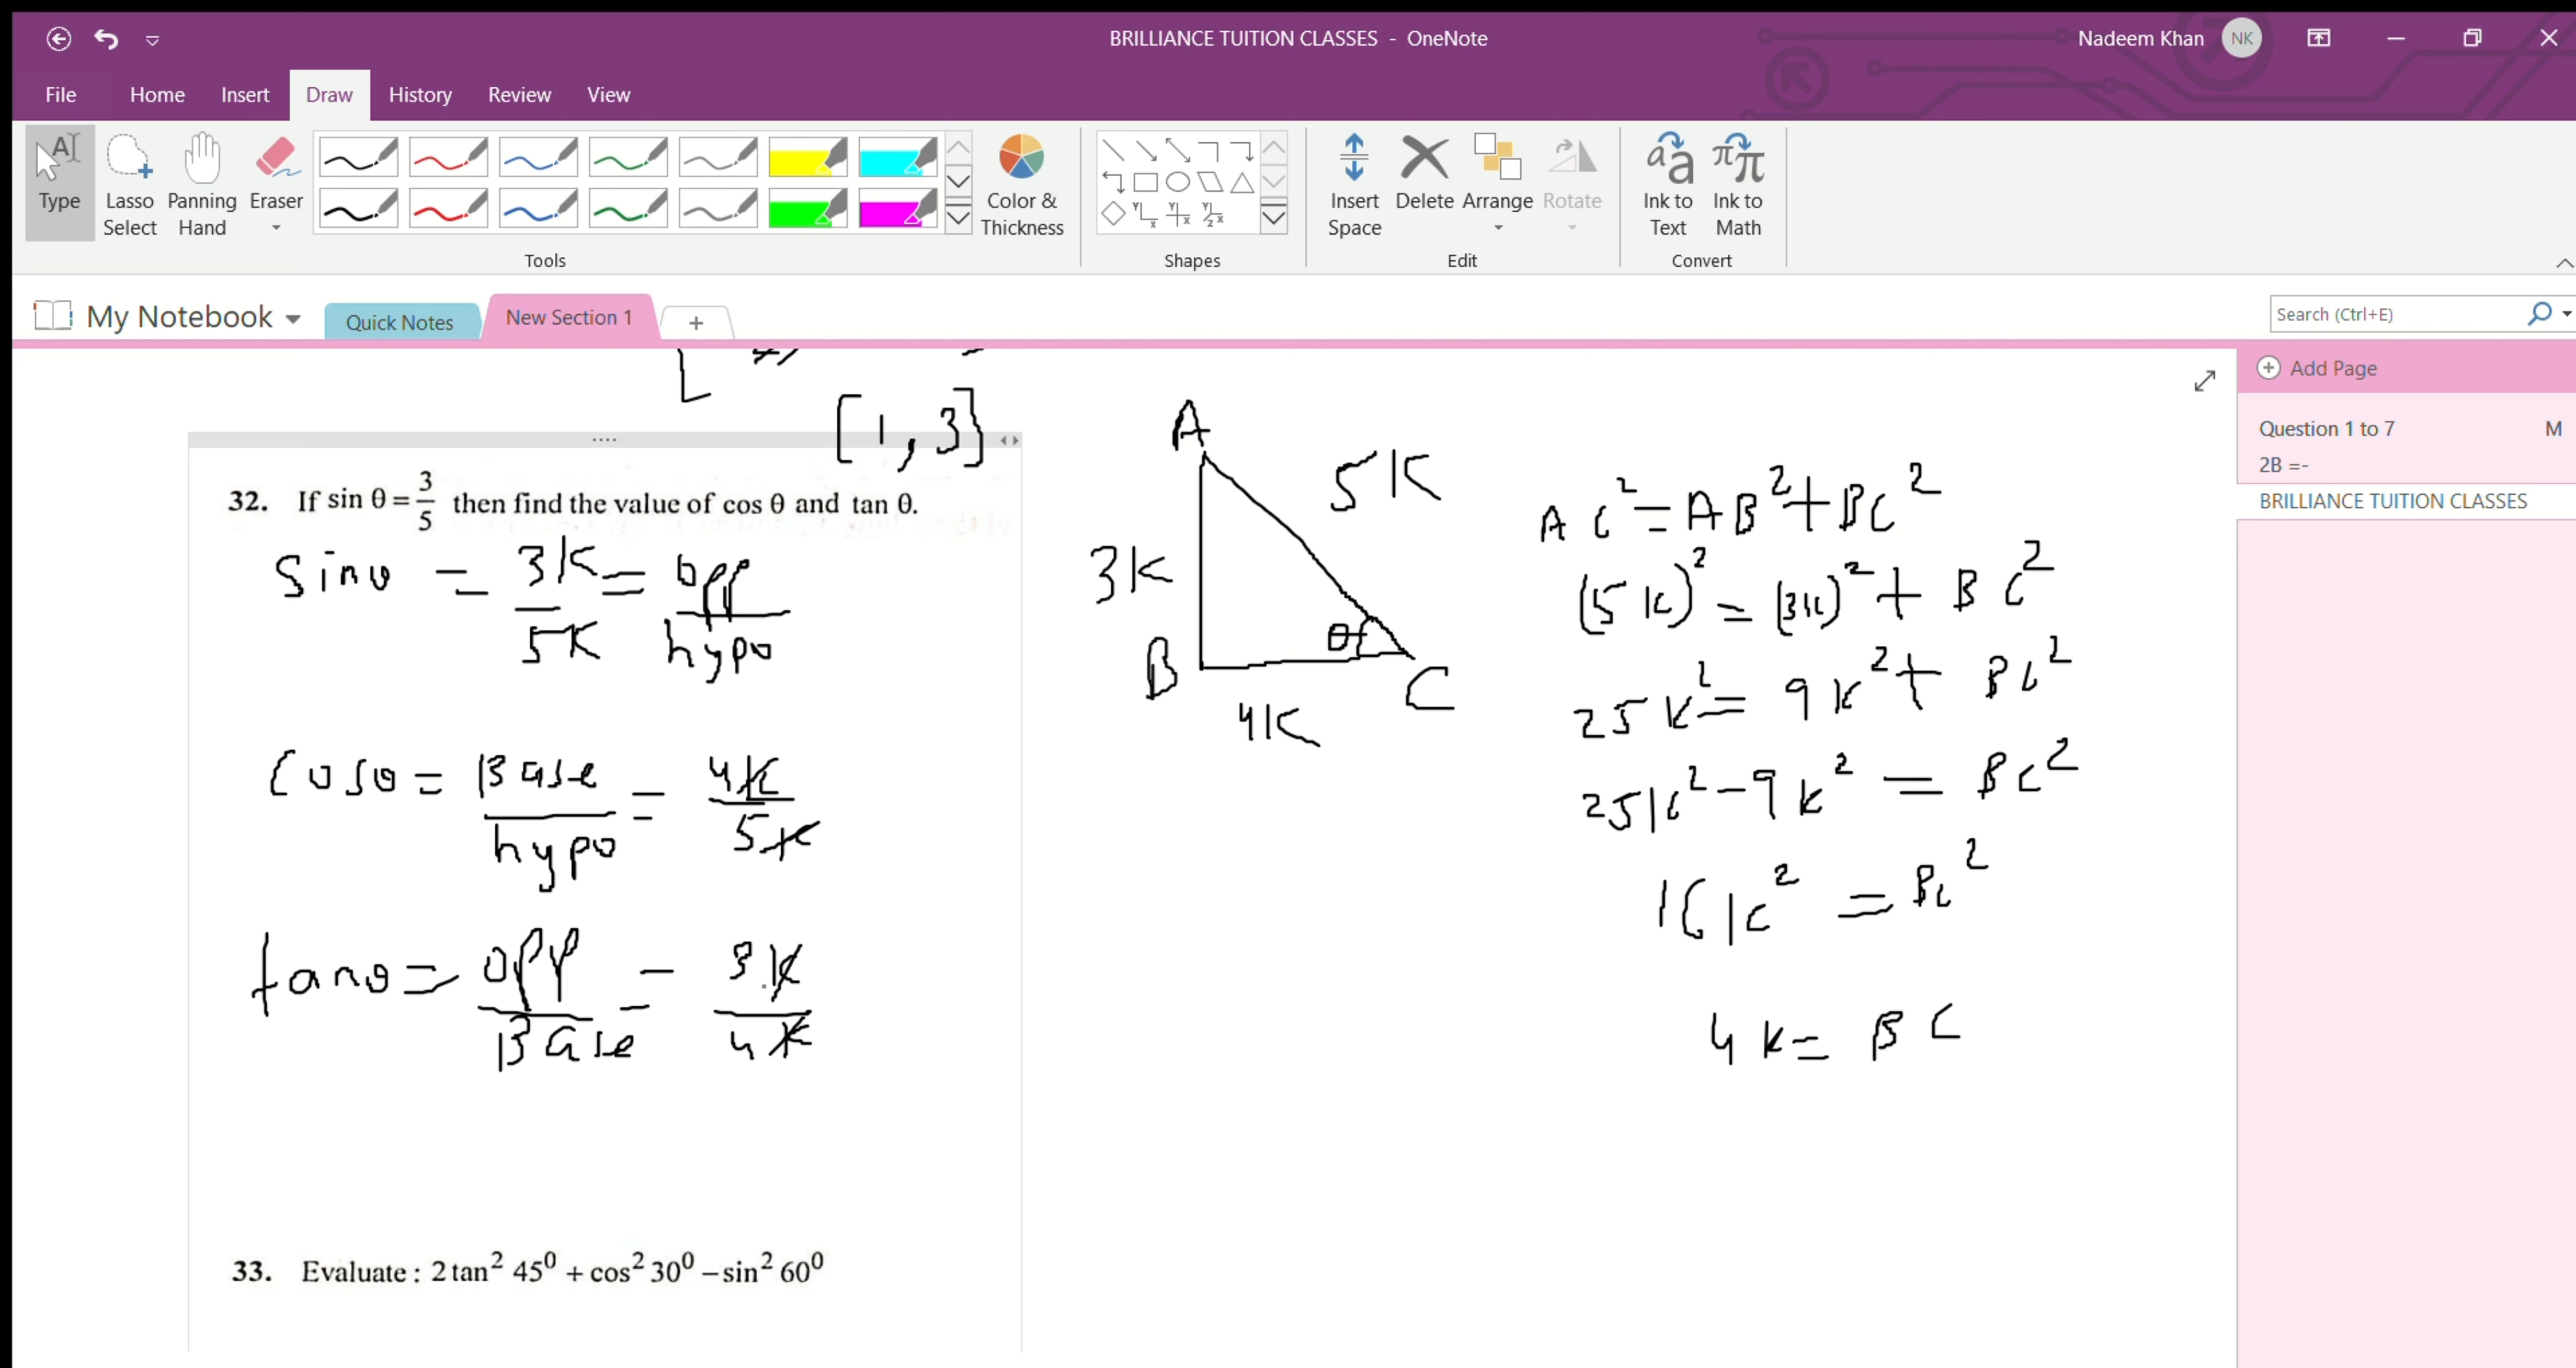 BRILLIANCE TUITION CLASSES - OneNote
Nadeem Khan NK
File Home Insert Draw History Review View
Type
Lasso Select
Panning Hand
Eraser
Color & Thickness
Insert Space
Delete
Arrange
Rotate
Ink to Text
Ink to Math
Tools
Shapes
Edit
Convert
My Notebook
Quick Notes
New Section 1
+
Search (Ctrl+E)
Add Page
Question 1 to 7 M
2B =-
BRILLIANCE TUITION CLASSES
[1, 3]
32. If sin θ = 3/5 then find the value of cos θ and tan θ.
Sinθ = 3K/5K = opp/hypo
Cosθ = Base/hypo = 4K/5K
tanθ = opp/Base = 3K/4K
A
5K
3K
θ
B
C
4K
AC² = AB² + BC²
(5K)² = (3K)² + BC²
25K² = 9K² + BC²
25K² - 9K² = BC²
16K² = BC²
4K = BC
33. Evaluate : 2 tan² 45⁰ + cos² 30⁰ – sin² 60⁰